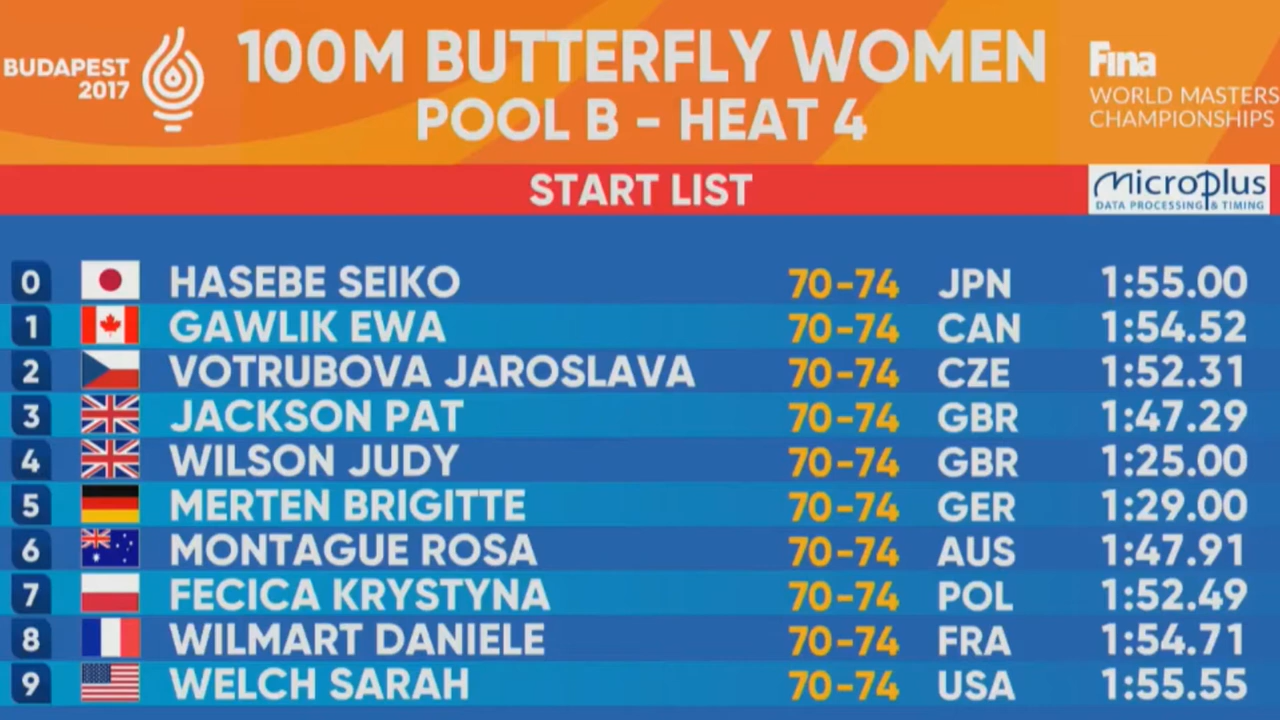 BUDAPEST
2017
100M BUTTERFLY WOMEN
POOL B - HEAT 4
Fina
WORLD MASTERS
CHAMPIONSHIPS
START LIST
Microplus
DATA PROCESSING & TIMING
0 HASEBE SEIKO 70-74 JPN 1:55.00
1 GAWLIK EWA 70-74 CAN 1:54.52
2 VOTRUBOVA JAROSLAVA 70-74 CZE 1:52.31
3 JACKSON PAT 70-74 GBR 1:47.29
4 WILSON JUDY 70-74 GBR 1:25.00
5 MERTEN BRIGITTE 70-74 GER 1:29.00
6 MONTAGUE ROSA 70-74 AUS 1:47.91
7 FECICA KRYSTYNA 70-74 POL 1:52.49
8 WILMART DANIELE 70-74 FRA 1:54.71
9 WELCH SARAH 70-74 USA 1:55.55